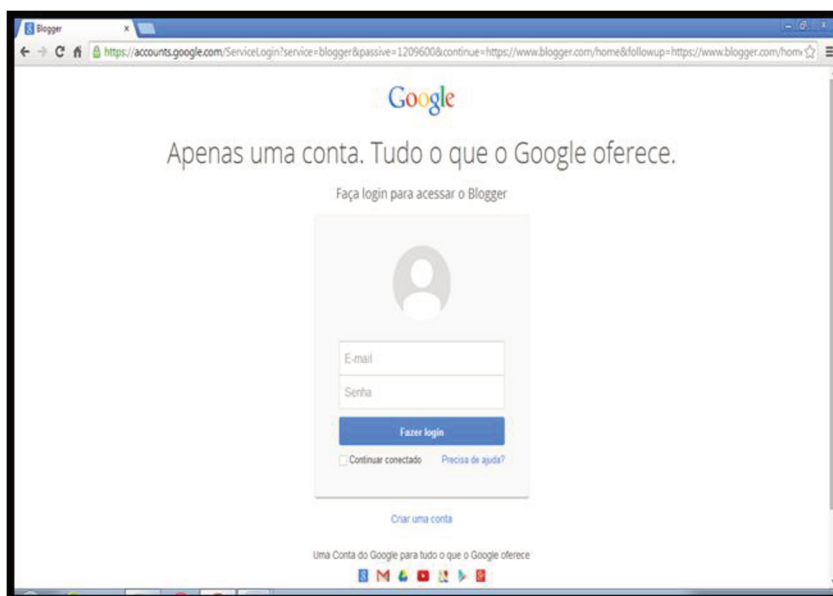 Blogger
https://accounts.google.com/ServiceLogin?service=blogger&passive=1209600&continue=https://www.blogger.com/home&followup=https://www.blogger.com/hom
Google
Apenas uma conta. Tudo o que o Google oferece.
Faça login para acessar o Blogger
E-mail
Senha
Fazer login
Continuar conectado Precisa de ajuda?
Criar uma conta
Uma Conta do Google para tudo o que o Google oferece